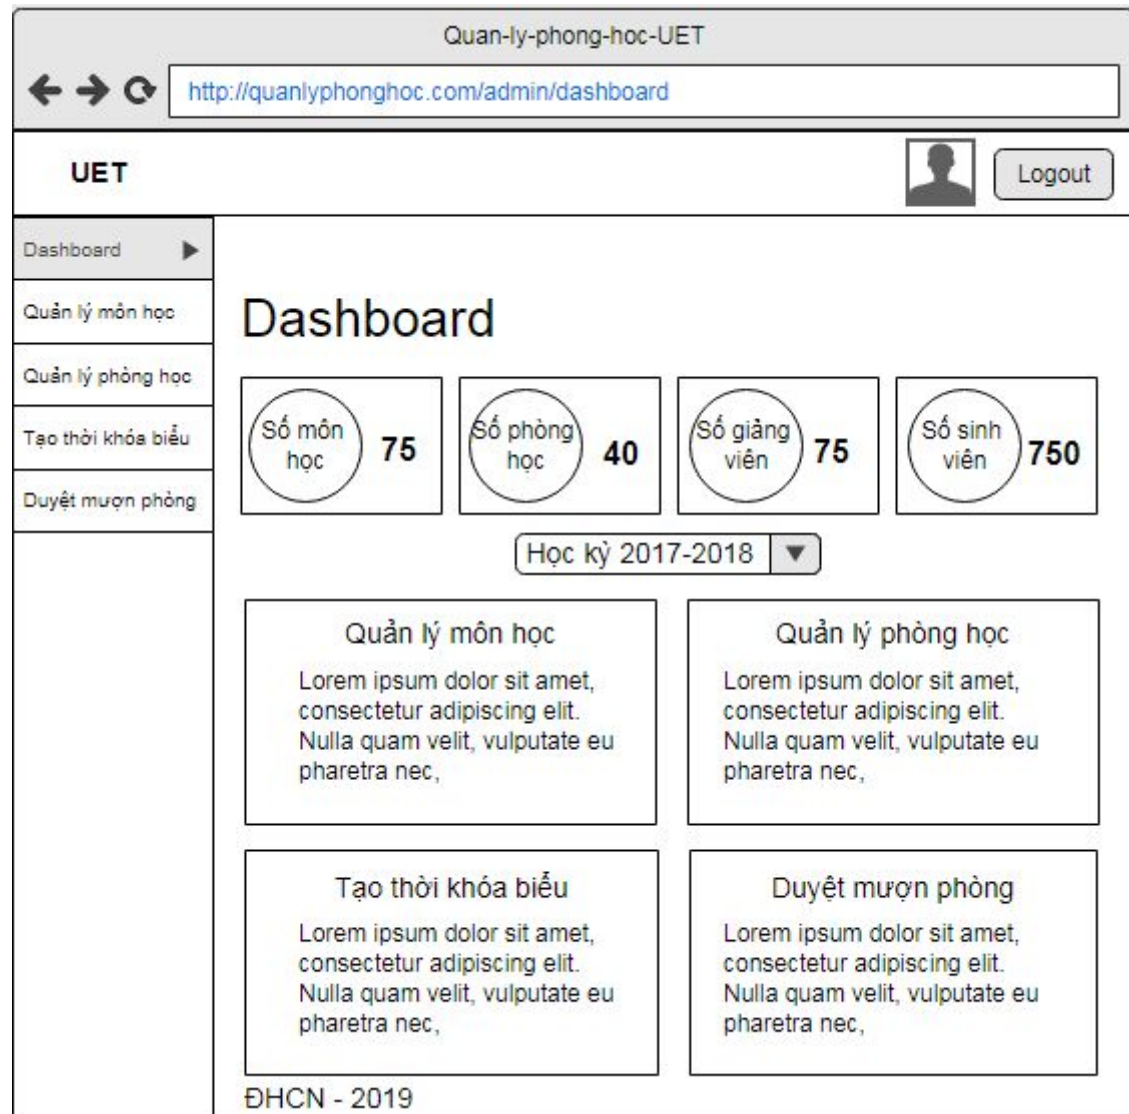 Quan-ly-phong-hoc-UET
http://quanlyphonghoc.com/admin/dashboard
UET
Logout
Dashboard
Quản lý môn học
Quản lý phòng học
Tạo thời khóa biểu
Duyệt mượn phòng
Dashboard
Số môn
học
75
Số phòng
học
40
Số giảng
viên
75
Số sinh
viên
750
Học kỳ 2017-2018
Quản lý môn học
Lorem ipsum dolor sit amet,
consectetur adipiscing elit.
Nulla quam velit, vulputate eu
pharetra nec,
Quản lý phòng học
Lorem ipsum dolor sit amet,
consectetur adipiscing elit.
Nulla quam velit, vulputate eu
pharetra nec,
Tạo thời khóa biểu
Lorem ipsum dolor sit amet,
consectetur adipiscing elit.
Nulla quam velit, vulputate eu
pharetra nec,
Duyệt mượn phòng
Lorem ipsum dolor sit amet,
consectetur adipiscing elit.
Nulla quam velit, vulputate eu
pharetra nec,
ĐHCN - 2019